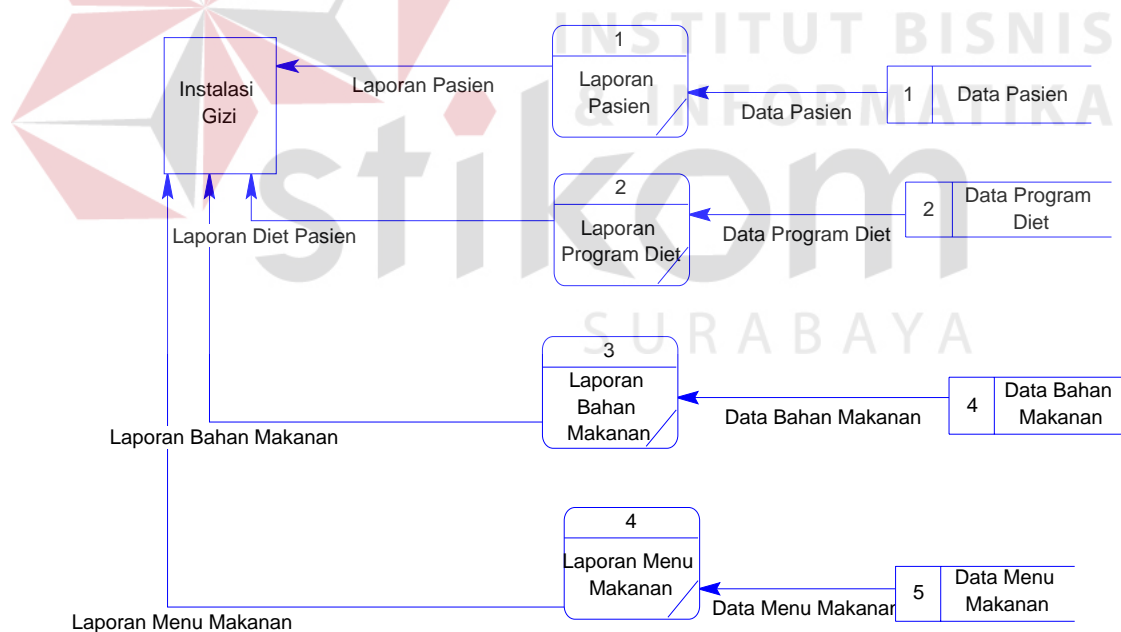 INSTITUT BISNIS
& INFORMATIKA
stikom
SURABAYA
Instalasi
Gizi
Laporan Pasien
1
Laporan
Pasien
Data Pasien
1
Data Pasien
Laporan Diet Pasien
2
Laporan
Program Diet
Data Program Diet
2
Data Program
Diet
Laporan Bahan Makanan
3
Laporan
Bahan
Makanan
Data Bahan Makanan
4
Data Bahan
Makanan
Laporan Menu Makanan
4
Laporan Menu
Makanan
Data Menu Makanan
5
Data Menu
Makanan